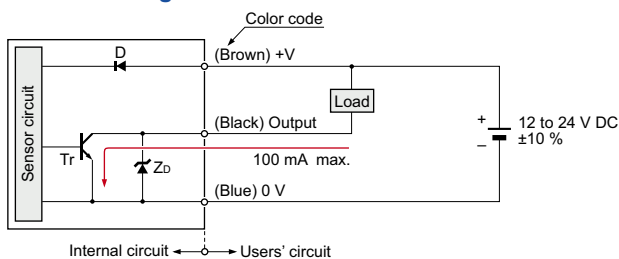 Color code
D
(Brown) +V
Sensor circuit
Load
+
12 to 24 V DC
±10 %
–
(Black) Output
Tr
ZD
100 mA max.
(Blue) 0 V
Internal circuit
Users' circuit